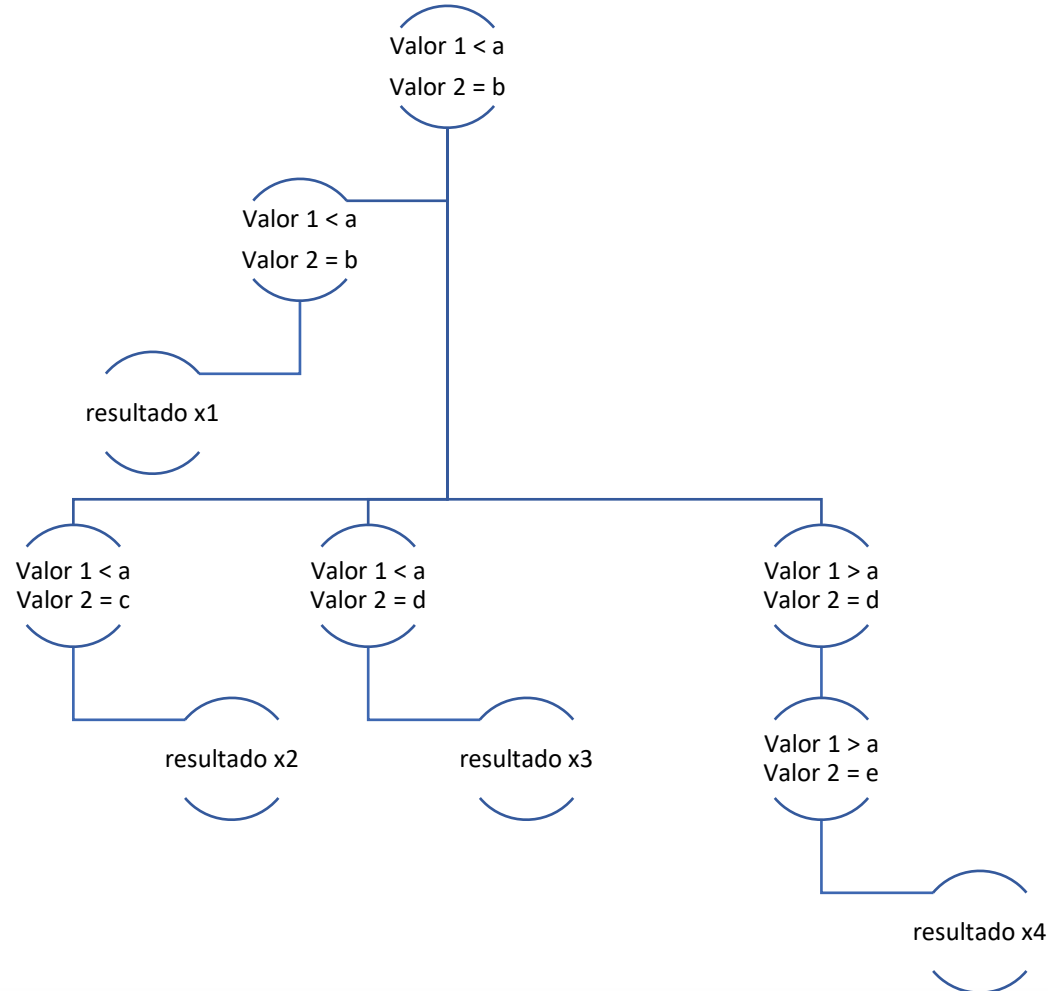 Valor 1 < a
Valor 2 = b
Valor 1 < a
Valor 2 = b
resultado x1
Valor 1 < a
Valor 2 = c
Valor 1 < a
Valor 2 = d
Valor 1 > a
Valor 2 = d
resultado x2
resultado x3
Valor 1 > a
Valor 2 = e
resultado x4